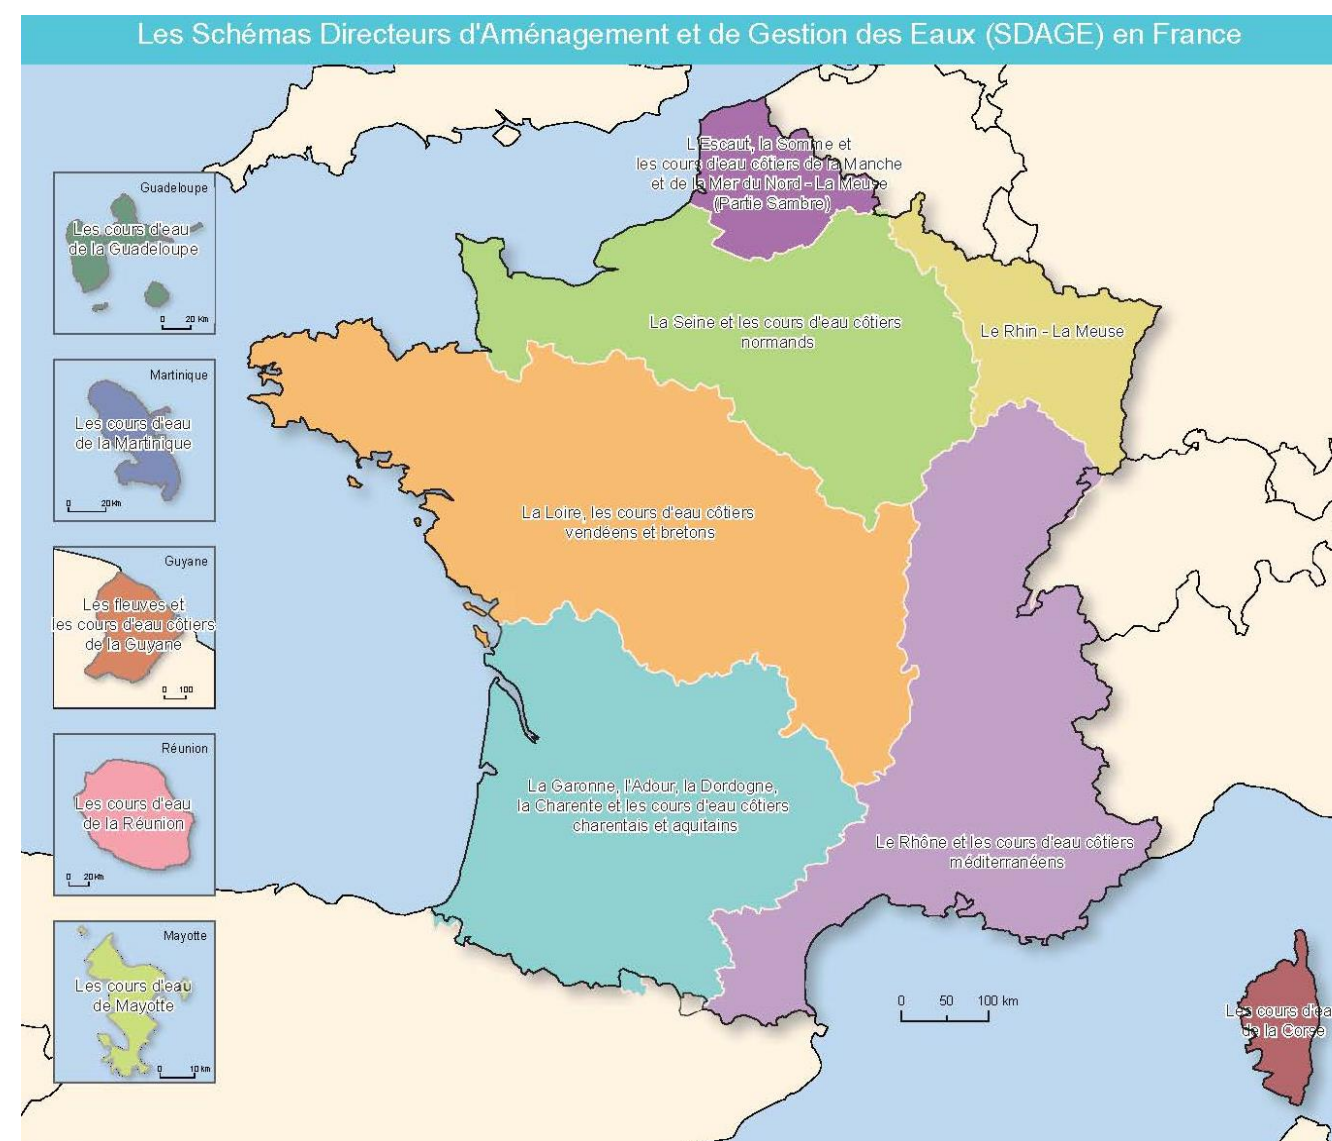 Les Schémas Directeurs d'Aménagement et de Gestion des Eaux (SDAGE) en France
L'Escaut, la Somme et
les cours d'eau côtiers de la Manche
et de la Mer du Nord - La Meuse
(Partie Sambre)
La Seine et les cours d'eau côtiers
normands
Le Rhin - La Meuse
La Loire, les cours d'eau côtiers
vendéens et bretons
La Garonne, l'Adour, la Dordogne,
la Charente et les cours d'eau côtiers
charentais et aquitains
Le Rhône et les cours d'eau côtiers
méditerranéens
Les cours d'ea
de la Corse
0 50 100 km
Guadeloupe
Les cours d'eau
de la Guadeloupe
0 20 Km
Martinique
Les cours d'eau
de la Martinique
0 20 Km
Guyane
Les fleuves et
les cours d'eau côtiers
de la Guyane
0 100
Réunion
Les cours d'eau
de la Réunion
0 20 Km
Mayotte
Les cours d'eau
de Mayotte
0 10 km